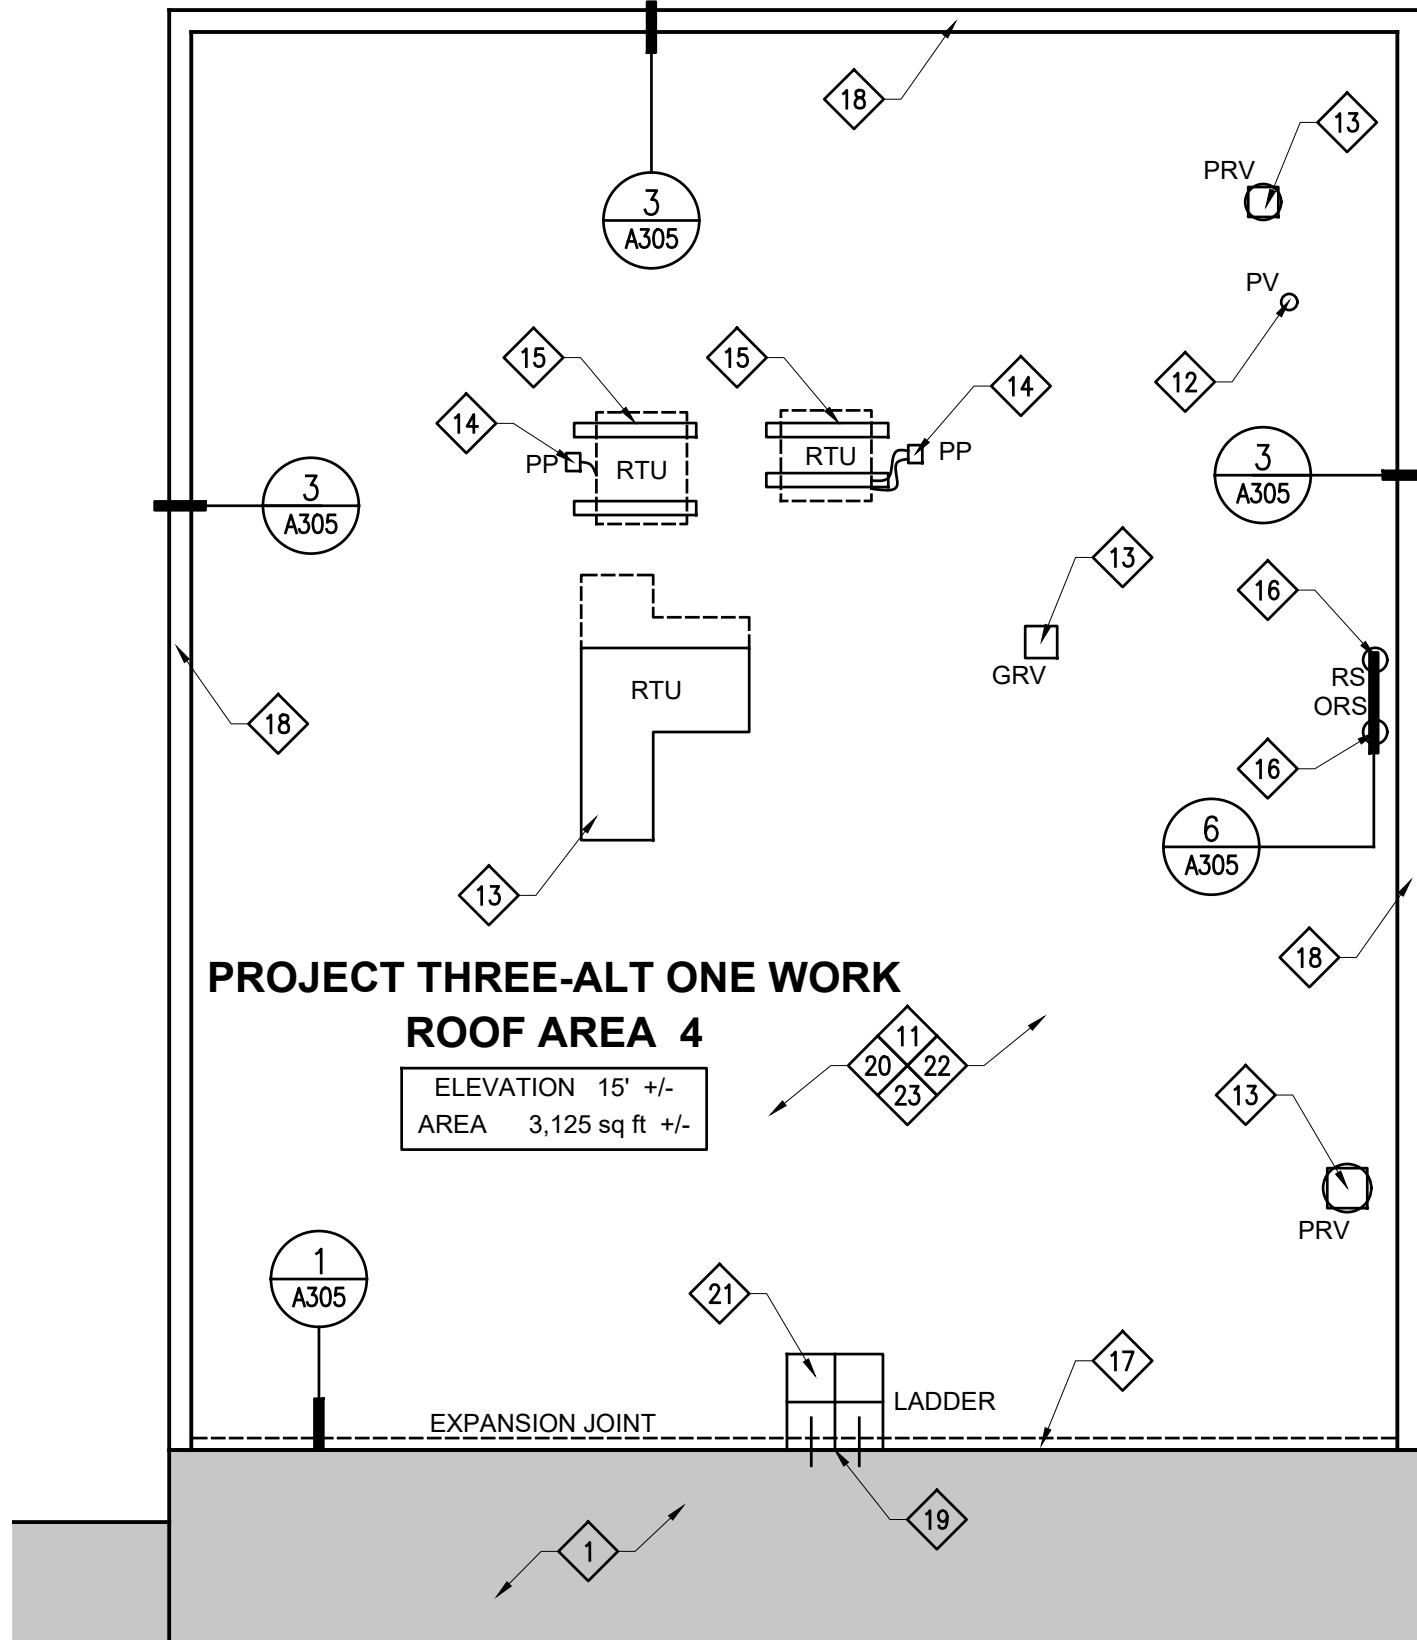 18
13
PRV
3
A305
PV
15
15
12
14
14
PP
RTU
RTU
PP
3
A305
3
A305
13
16
GRV
RS
ORS
RTU
18
16
6
A305
13
18
PROJECT THREE-ALT ONE WORK
ROOF AREA 4
11
20 22
23
ELEVATION 15' +/-
AREA 3,125 sq ft +/-
13
PRV
1
A305
21
17
LADDER
EXPANSION JOINT
19
1